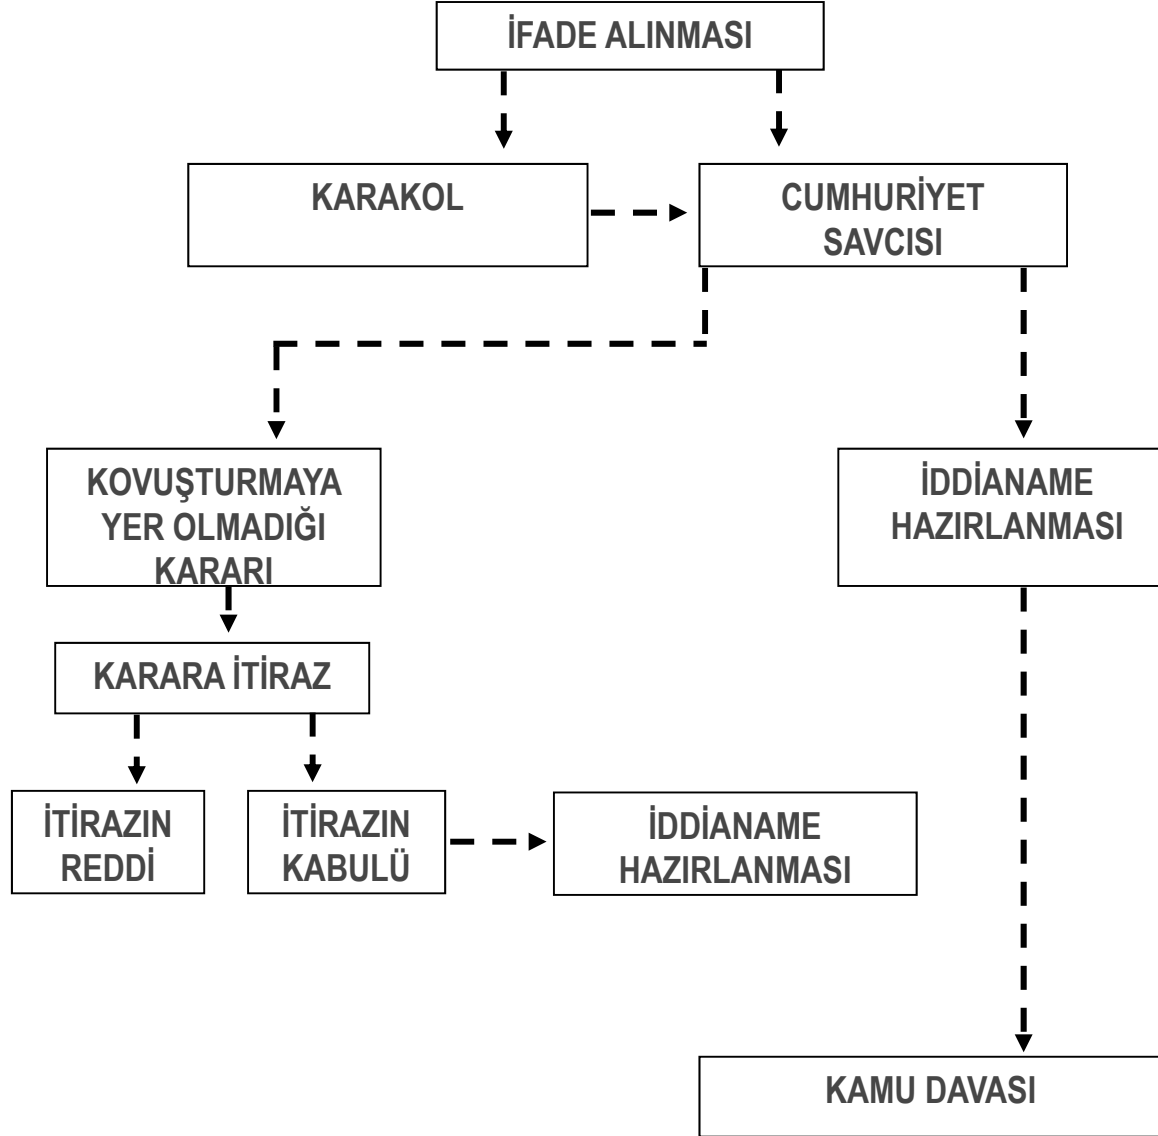 İFADE ALINMASI
KARAKOL
CUMHURİYET
SAVCISI
KOVUŞTURMAYA
YER OLMADIĞI
KARARI
İDDİANAME
HAZIRLANMASI
KARARA İTİRAZ
İTİRAZIN
REDDİ
İTİRAZIN
KABULÜ
İDDİANAME
HAZIRLANMASI
KAMU DAVASI